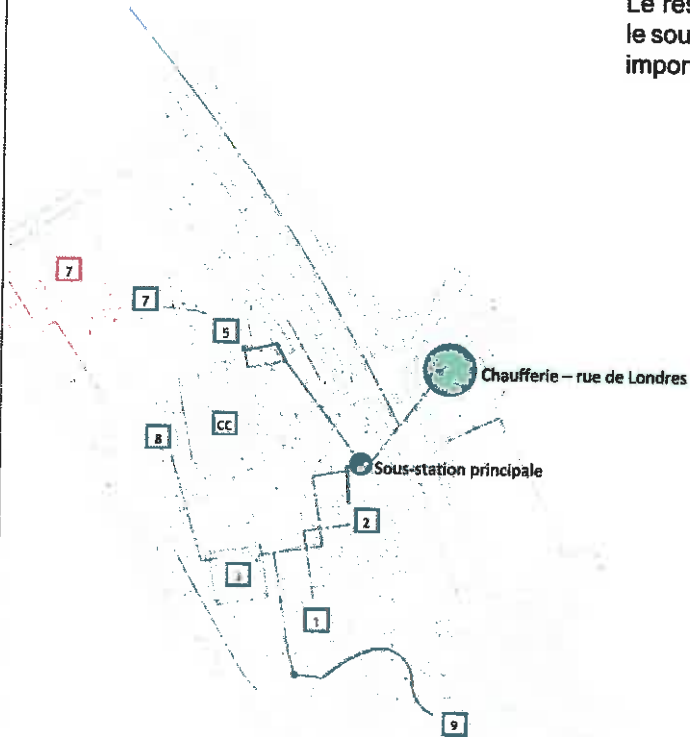 Le rés
le sou
impor
7
7
5
Chaufferie – rue de Londres
CC
8
Sous-station principale
2
1
9